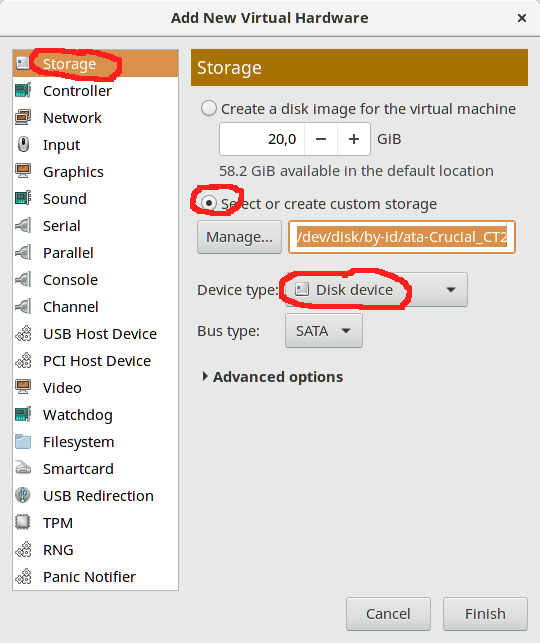 Add New Virtual Hardware
Storage
Controller
Network
Input
Graphics
Sound
Serial
Parallel
Console
Channel
USB Host Device
PCI Host Device
Video
Watchdog
Filesystem
Smartcard
USB Redirection
TPM
RNG
Panic Notifier
Storage
Create a disk image for the virtual machine
20,0 − + GiB
58.2 GiB available in the default location
Select or create custom storage
Manage... /dev/disk/by-id/ata-Crucial_CT2
Device type: Disk device
Bus type: SATA
Advanced options
Cancel Finish